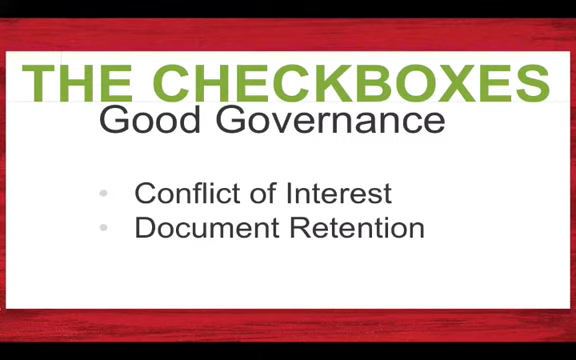 THE CHECKBOXES
Good Governance
• Conflict of Interest
• Document Retention